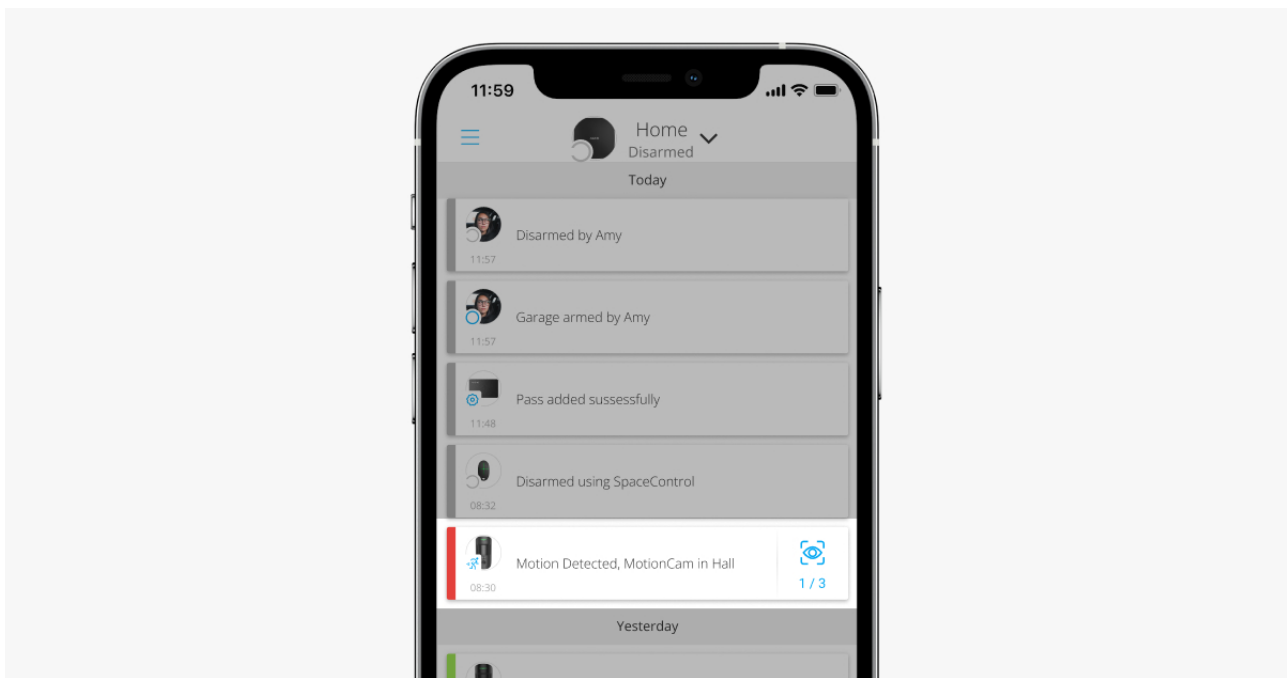 11:59
Home
Disarmed
Today
Disarmed by Amy
11:57
Garage armed by Amy
11:57
Pass added sussessfully
11:48
Disarmed using SpaceControl
08:32
Motion Detected, MotionCam in Hall
08:30
1 / 3
Yesterday